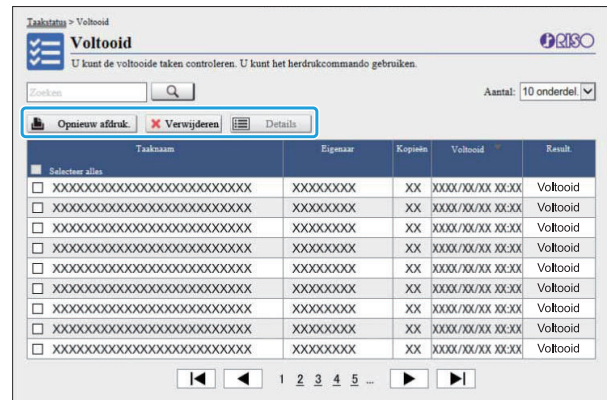 Taakstatus > Voltooid
Voltooid
RISO
U kunt de voltooide taken controleren. U kunt het herdrukcommando gebruiken.
Zoeken
Aantal: 10 onderdel.
Opnieuw afdruk. Verwijderen Details
Taaknaam Eigenaar Kopieën Voltooid Result.
Selecteer alles
XXXXXXXXXXXXXXXXXXXXXXXXX XXXXXXXX XX XXXX/XX/XX XX:XX Voltooid
XXXXXXXXXXXXXXXXXXXXXXXXX XXXXXXXX XX XXXX/XX/XX XX:XX Voltooid
XXXXXXXXXXXXXXXXXXXXXXXXX XXXXXXXX XX XXXX/XX/XX XX:XX Voltooid
XXXXXXXXXXXXXXXXXXXXXXXXX XXXXXXXX XX XXXX/XX/XX XX:XX Voltooid
XXXXXXXXXXXXXXXXXXXXXXXXX XXXXXXXX XX XXXX/XX/XX XX:XX Voltooid
XXXXXXXXXXXXXXXXXXXXXXXXX XXXXXXXX XX XXXX/XX/XX XX:XX Voltooid
XXXXXXXXXXXXXXXXXXXXXXXXX XXXXXXXX XX XXXX/XX/XX XX:XX Voltooid
XXXXXXXXXXXXXXXXXXXXXXXXX XXXXXXXX XX XXXX/XX/XX XX:XX Voltooid
XXXXXXXXXXXXXXXXXXXXXXXXX XXXXXXXX XX XXXX/XX/XX XX:XX Voltooid
1 2 3 4 5 ...